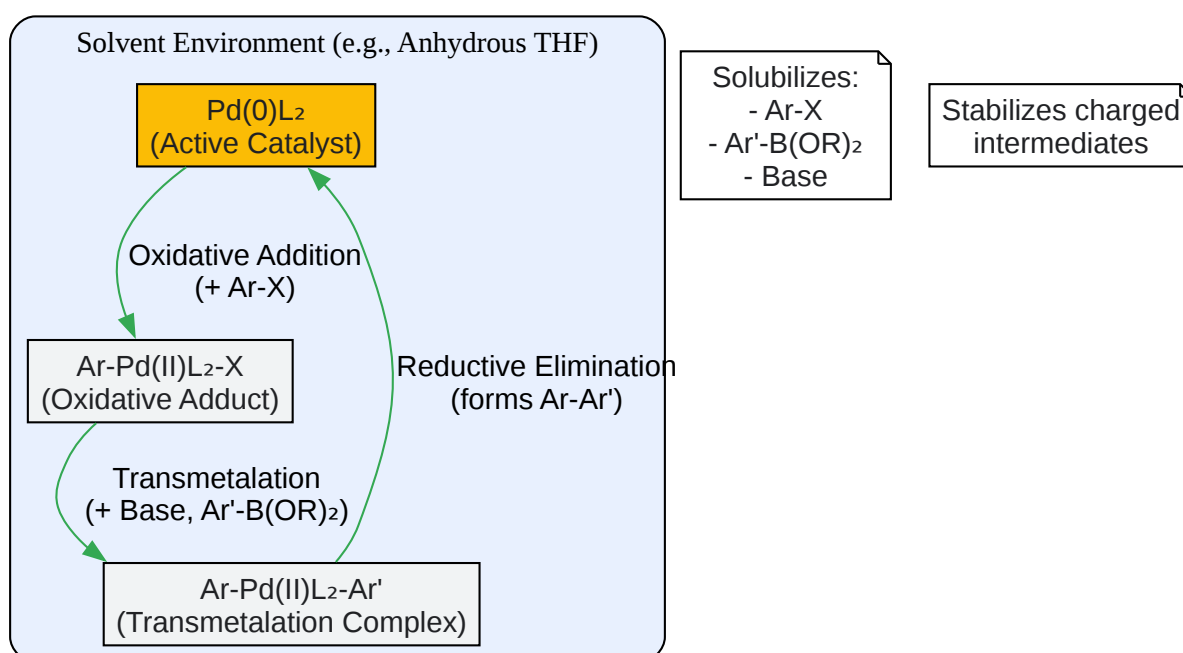 Solvent Environment (e.g., Anhydrous THF)
Pd(0)L₂
(Active Catalyst)
Oxidative Addition
(+ Ar-X)
Ar-Pd(II)L₂-X
(Oxidative Adduct)
Reductive Elimination
(forms Ar-Ar')
Transmetalation
(+ Base, Ar'-B(OR)₂)
Ar-Pd(II)L₂-Ar'
(Transmetalation Complex)
Solubilizes:
- Ar-X
- Ar'-B(OR)₂
- Base
Stabilizes charged
intermediates